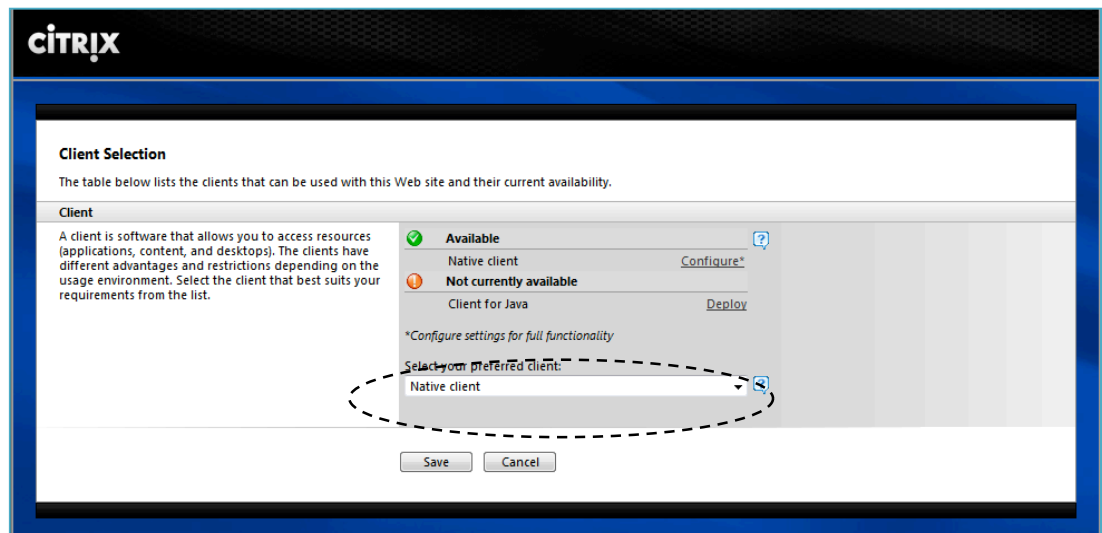 CİTRIX
Client Selection
The table below lists the clients that can be used with this Web site and their current availability.
Client
A client is software that allows you to access resources
(applications, content, and desktops). The clients have
different advantages and restrictions depending on the
usage environment. Select the client that best suits your
requirements from the list.
Available
?
Native client
Configure*
Not currently available
Client for Java
Deploy
*Configure settings for full functionality
Select your preferred client:
Native client
?
Save
Cancel